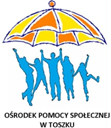 OŚRODEK POMOCY SPOŁECZNEJ
W TOSZKU